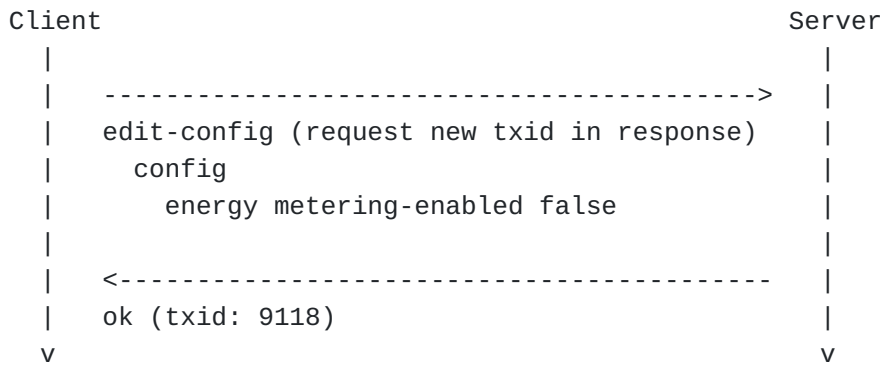 Client                                            Server
  |                                                  |
  |   ------------------------------------------>   |
  |   edit-config (request new txid in response)    |
  |     config                                      |
  |       energy metering-enabled false             |
  |                                                  |
  |   <------------------------------------------   |
  |   ok (txid: 9118)                               |
  v                                                  v